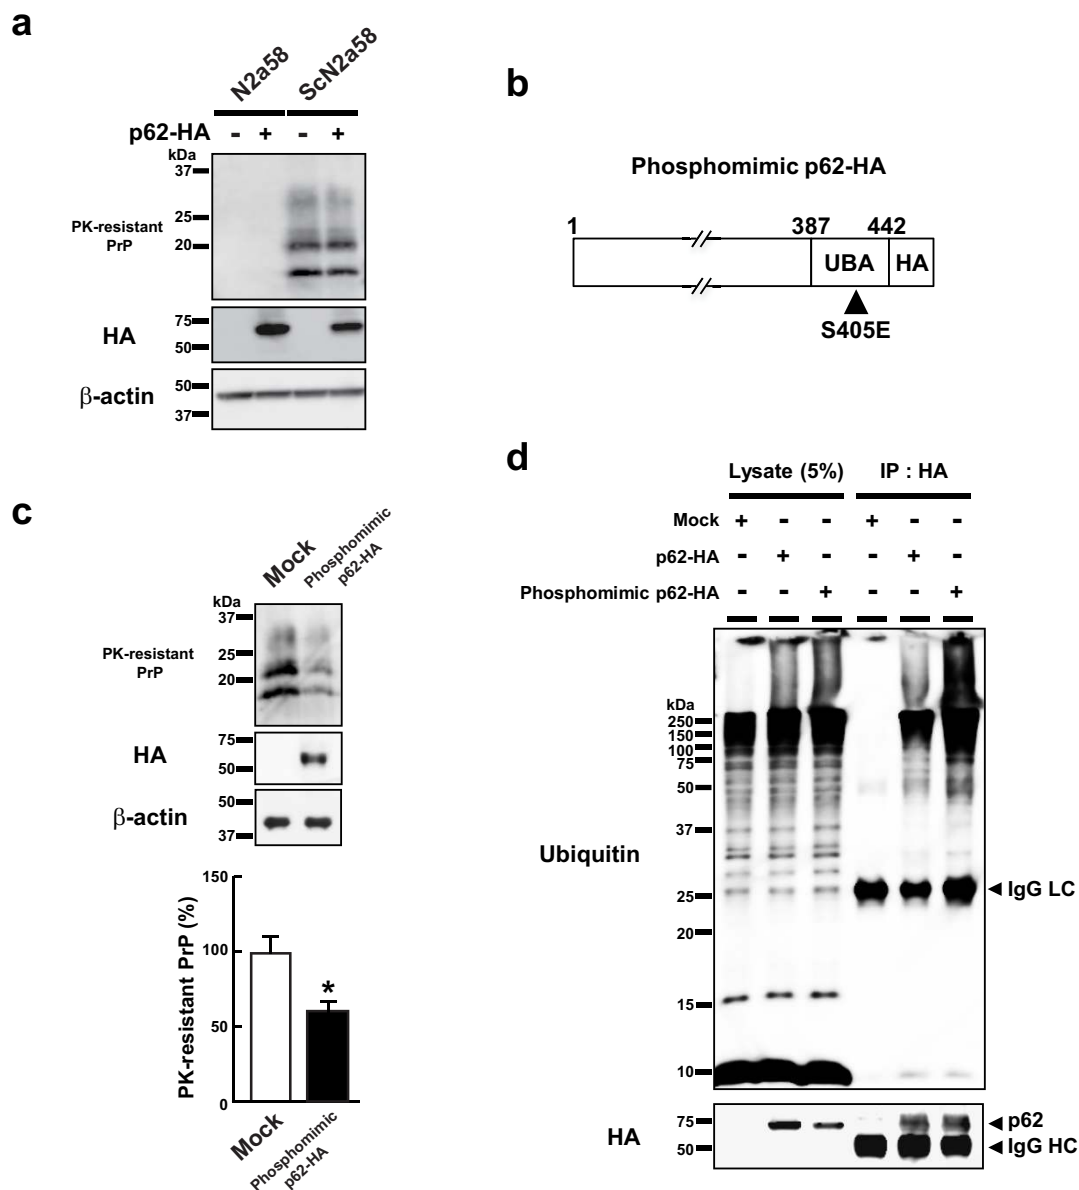 a
N2a58
ScN2a58
p62-HA - + - +
kDa
37
25
PK-resistant
PrP
20
75
HA
50
50
β-actin
37
b
Phosphomimic p62-HA
1 387 442
UBA HA
S405E
c
Mock
Phosphomimic
p62-HA
kDa
37
25
PK-resistant
PrP
20
75
HA
50
50
β-actin
37
150
100
50
0
PK-resistant PrP (%)
*
Mock
Phosphomimic
p62-HA
d
Lysate (5%) IP : HA
Mock + - - + - -
p62-HA - + - - + -
Phosphomimic p62-HA - - + - - +
kDa
250
150
100
75
50
37
Ubiquitin
25
IgG LC
20
15
10
HA
75
p62
50
IgG HC